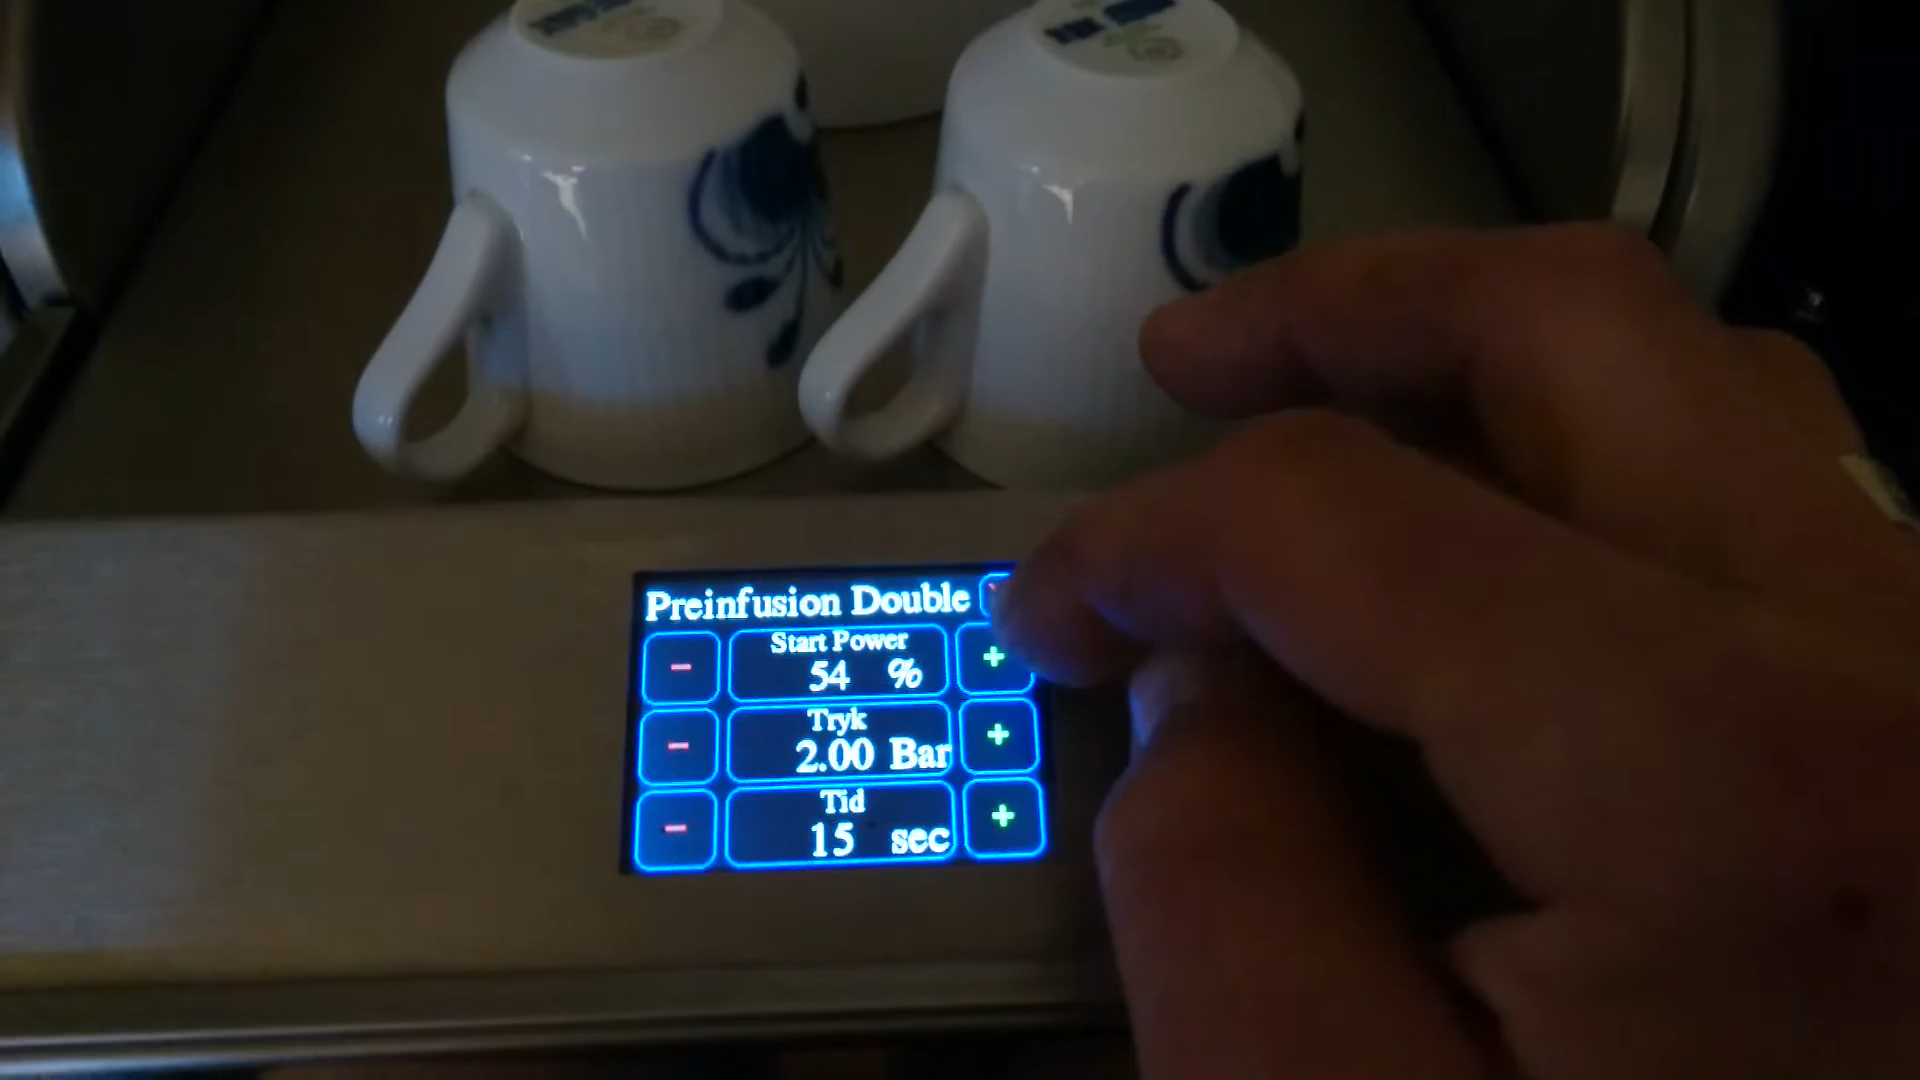 Preinfusion Double
Start Power
- 54 % +
Tryk
- 2.00 Bar +
Tid
- 15 sec +